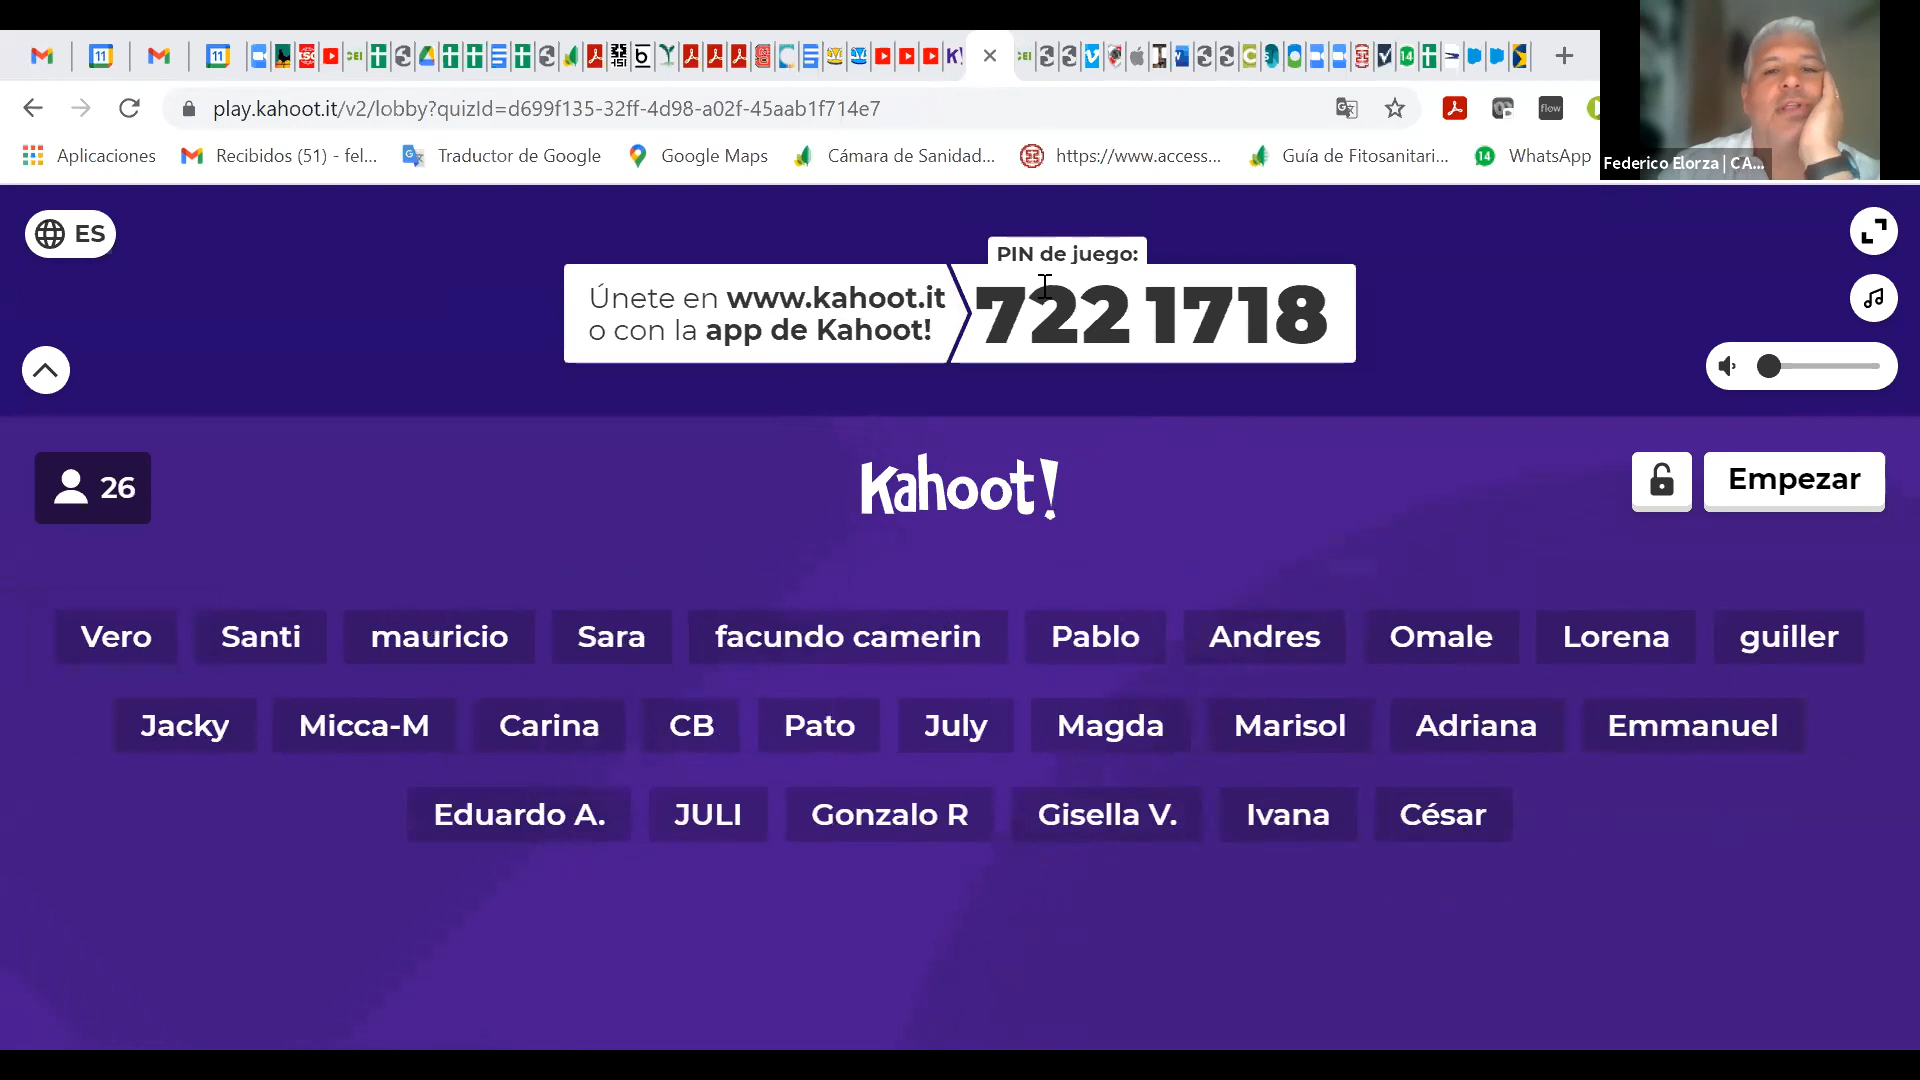 play.kahoot.it/v2/lobby?quizId=d699f135-32ff-4d98-a02f-45aab1f714e7
Aplicaciones
Recibidos (51) - fel...
Traductor de Google
Google Maps
Cámara de Sanidad...
https://www.access...
Guía de Fitosanitari...
WhatsApp
Federico Elorza | CA...
ES
PIN de juego:
Únete en www.kahoot.it
o con la app de Kahoot!
722 1718
26
Kahoot!
Empezar
Vero Santi mauricio Sara facundo camerin Pablo Andres Omale Lorena guiller
Jacky Micca-M Carina CB Pato July Magda Marisol Adriana Emmanuel
Eduardo A. JULI Gonzalo R Gisella V. Ivana César